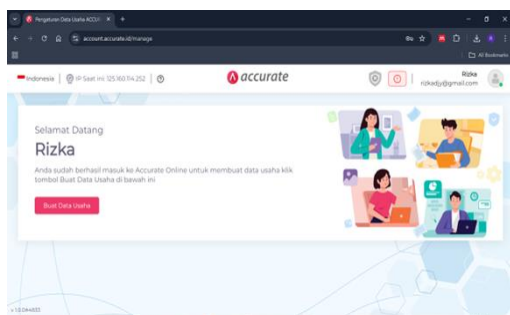 Pengaturan Data Usaha ACCU
account.accurate.id/manage
All Bookmarks
Indonesia
IP Saat ini: 125.160.114.252
accurate
Rizka
rizkadjy@gmail.com
Selamat Datang
Rizka
Anda sudah berhasil masuk ke Accurate Online untuk membuat data usaha klik
tombol Buat Data Usaha di bawah ini
Buat Data Usaha